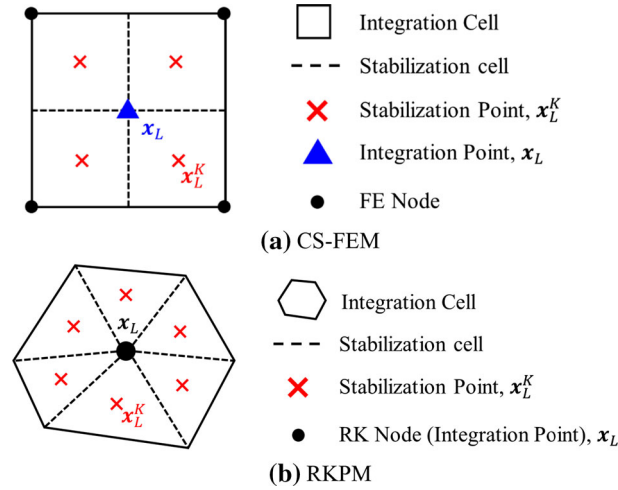 Integration Cell
Stabilization cell
Stabilization Point, x_L^K
Integration Point, x_L
FE Node
x_L
x_L^K
(a) CS-FEM
Integration Cell
Stabilization cell
Stabilization Point, x_L^K
RK Node (Integration Point), x_L
x_L
x_L^K
(b) RKPM